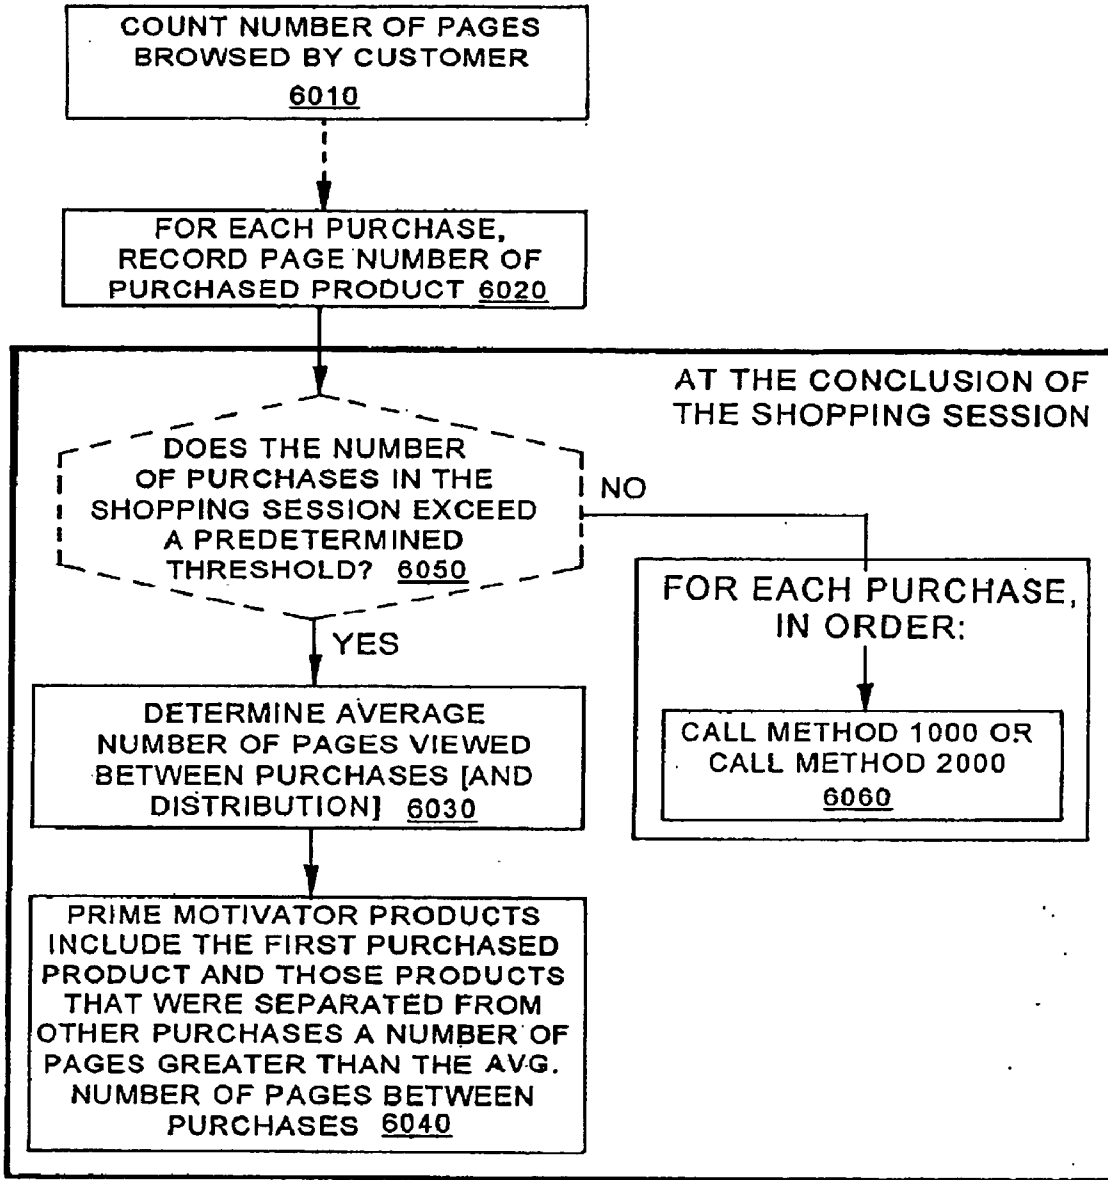 COUNT NUMBER OF PAGES
BROWSED BY CUSTOMER
6010
FOR EACH PURCHASE,
RECORD PAGE NUMBER OF
PURCHASED PRODUCT 6020
AT THE CONCLUSION OF
THE SHOPPING SESSION
DOES THE NUMBER
OF PURCHASES IN THE
SHOPPING SESSION EXCEED
A PREDETERMINED
THRESHOLD? 6050
NO
YES
FOR EACH PURCHASE,
IN ORDER:
CALL METHOD 1000 OR
CALL METHOD 2000
6060
DETERMINE AVERAGE
NUMBER OF PAGES VIEWED
BETWEEN PURCHASES [AND
DISTRIBUTION] 6030
PRIME MOTIVATOR PRODUCTS
INCLUDE THE FIRST PURCHASED
PRODUCT AND THOSE PRODUCTS
THAT WERE SEPARATED FROM
OTHER PURCHASES A NUMBER OF
PAGES GREATER THAN THE AVG.
NUMBER OF PAGES BETWEEN
PURCHASES 6040